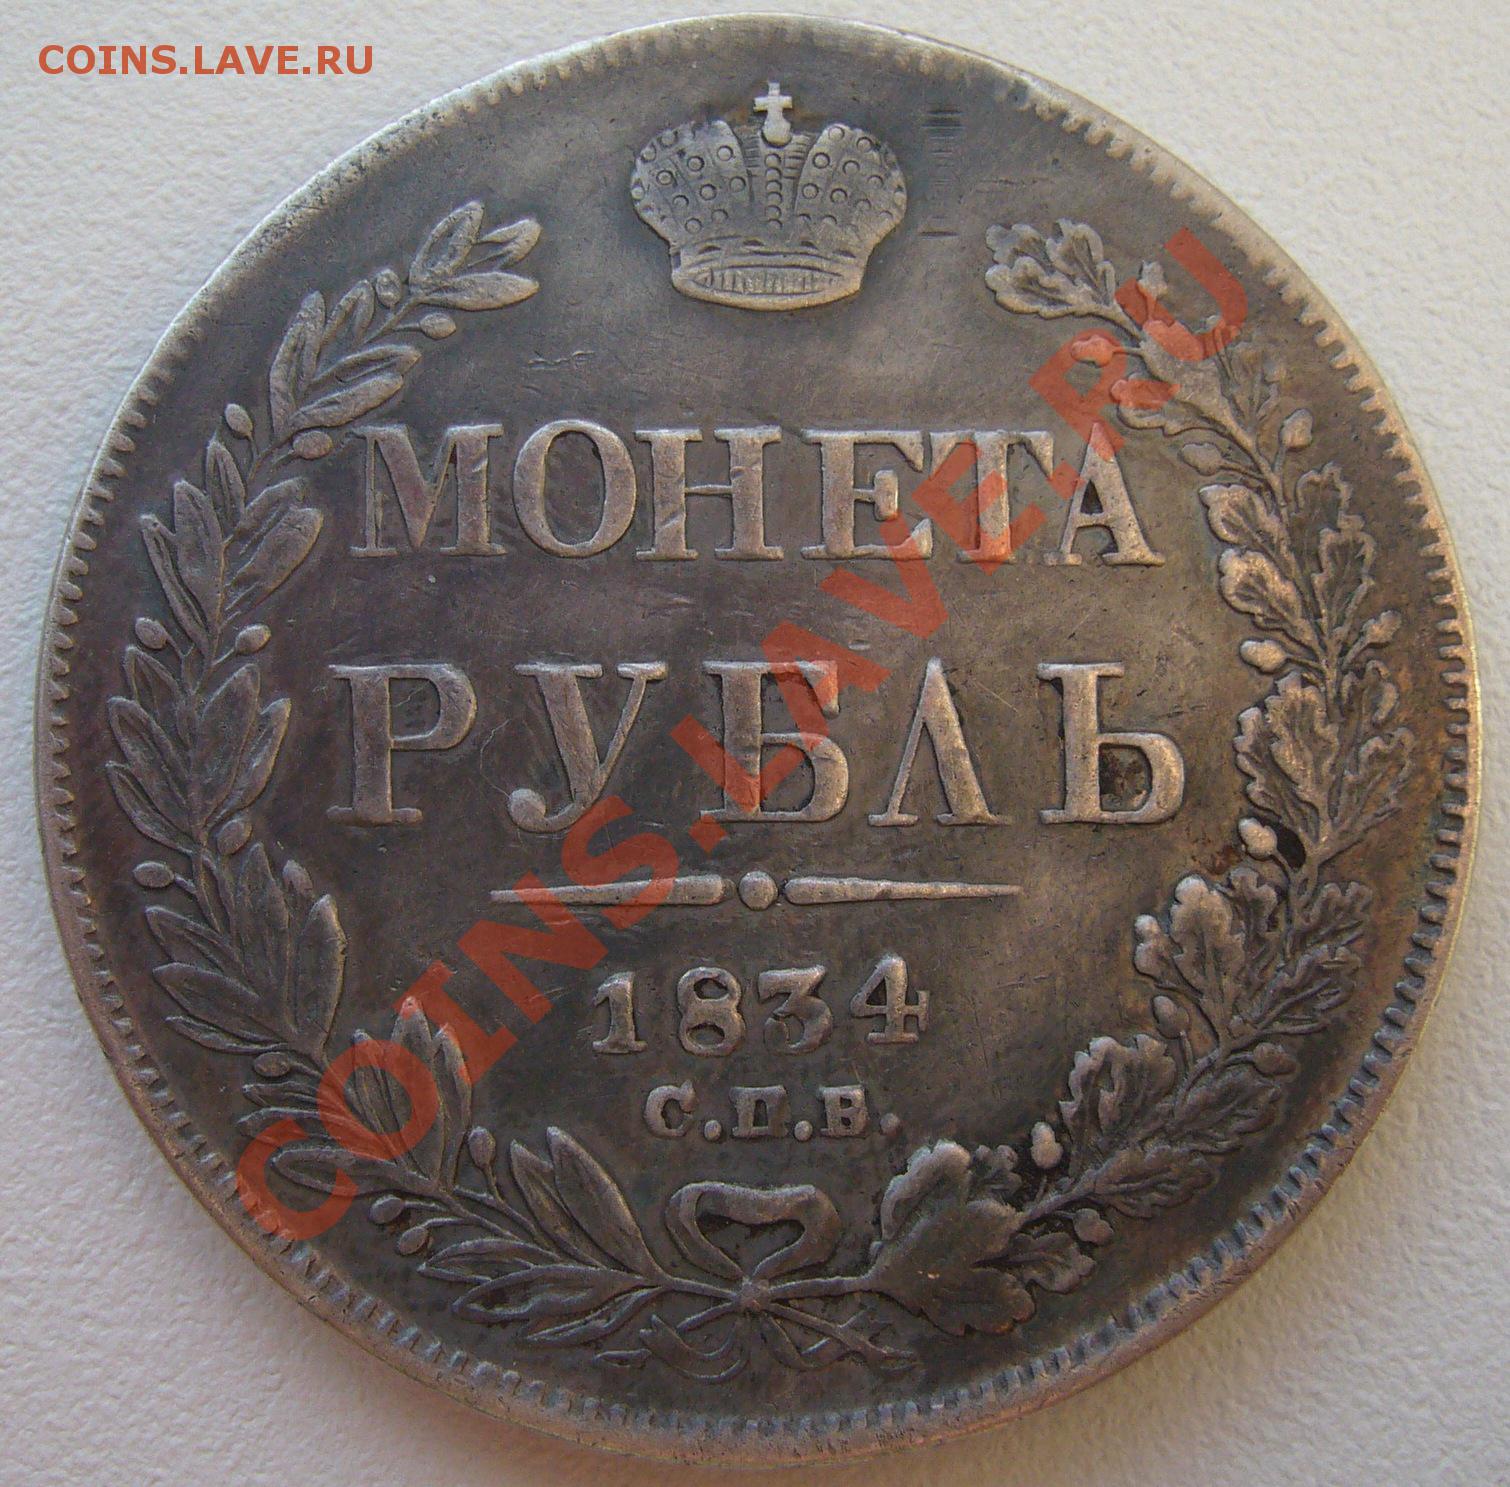 COINS.LAVE.RU
МОНЕТА
РУБЛЬ
1834
С.П.Б.
COINS.LAVE.RU